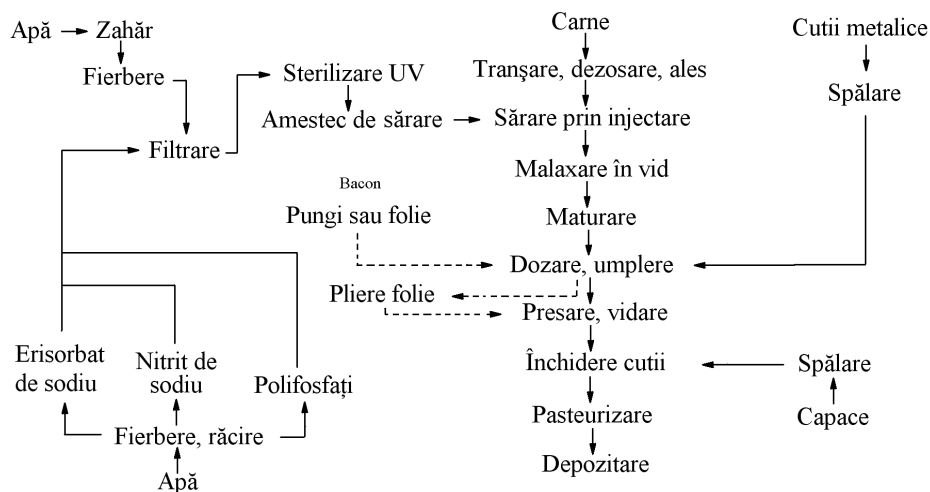 Apă
Zahăr
Carne
Cutii metalice
Fierbere
Sterilizare UV
Tranşare, dezosare, ales
Spălare
Amestec de sărare
Sărare prin injectare
Filtrare
Malaxare în vid
Bacon
Pungi sau folie
Maturare
Dozare, umplere
Pliere folie
Presare, vidare
Erisorbat
de sodiu
Nitrit de
sodiu
Polifosfați
Închidere cutii
Spălare
Pasteurizare
Capace
Fierbere, răcire
Depozitare
Apă